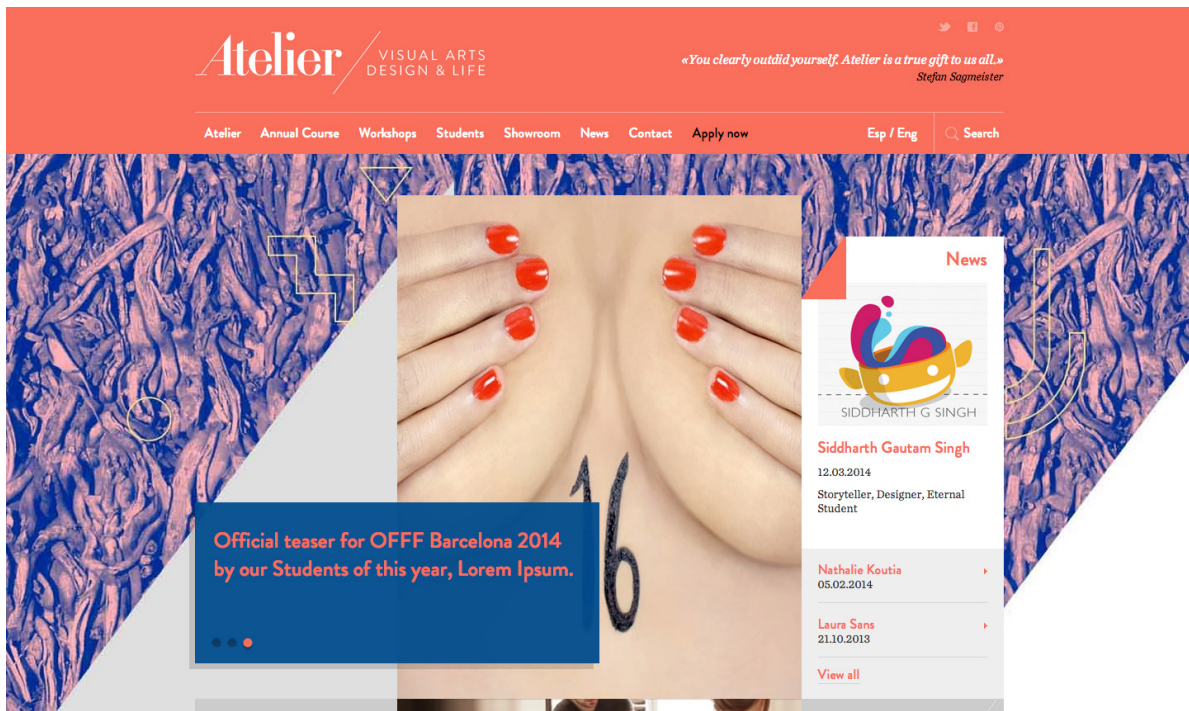 Atelier
VISUAL ARTS
DESIGN & LIFE
«You clearly outdid yourself. Atelier is a true gift to us all.»
Stefan Sagmeister
Atelier Annual Course Workshops Students Showroom News Contact Apply now Esp / Eng Search
News
SIDDHARTH G SINGH
Siddharth Gautam Singh
12.03.2014
Storyteller, Designer, Eternal
Student
16
Official teaser for OFFF Barcelona 2014
by our Students of this year, Lorem Ipsum.
Nathalie Koutia
05.02.2014
Laura Sans
21.10.2013
View all